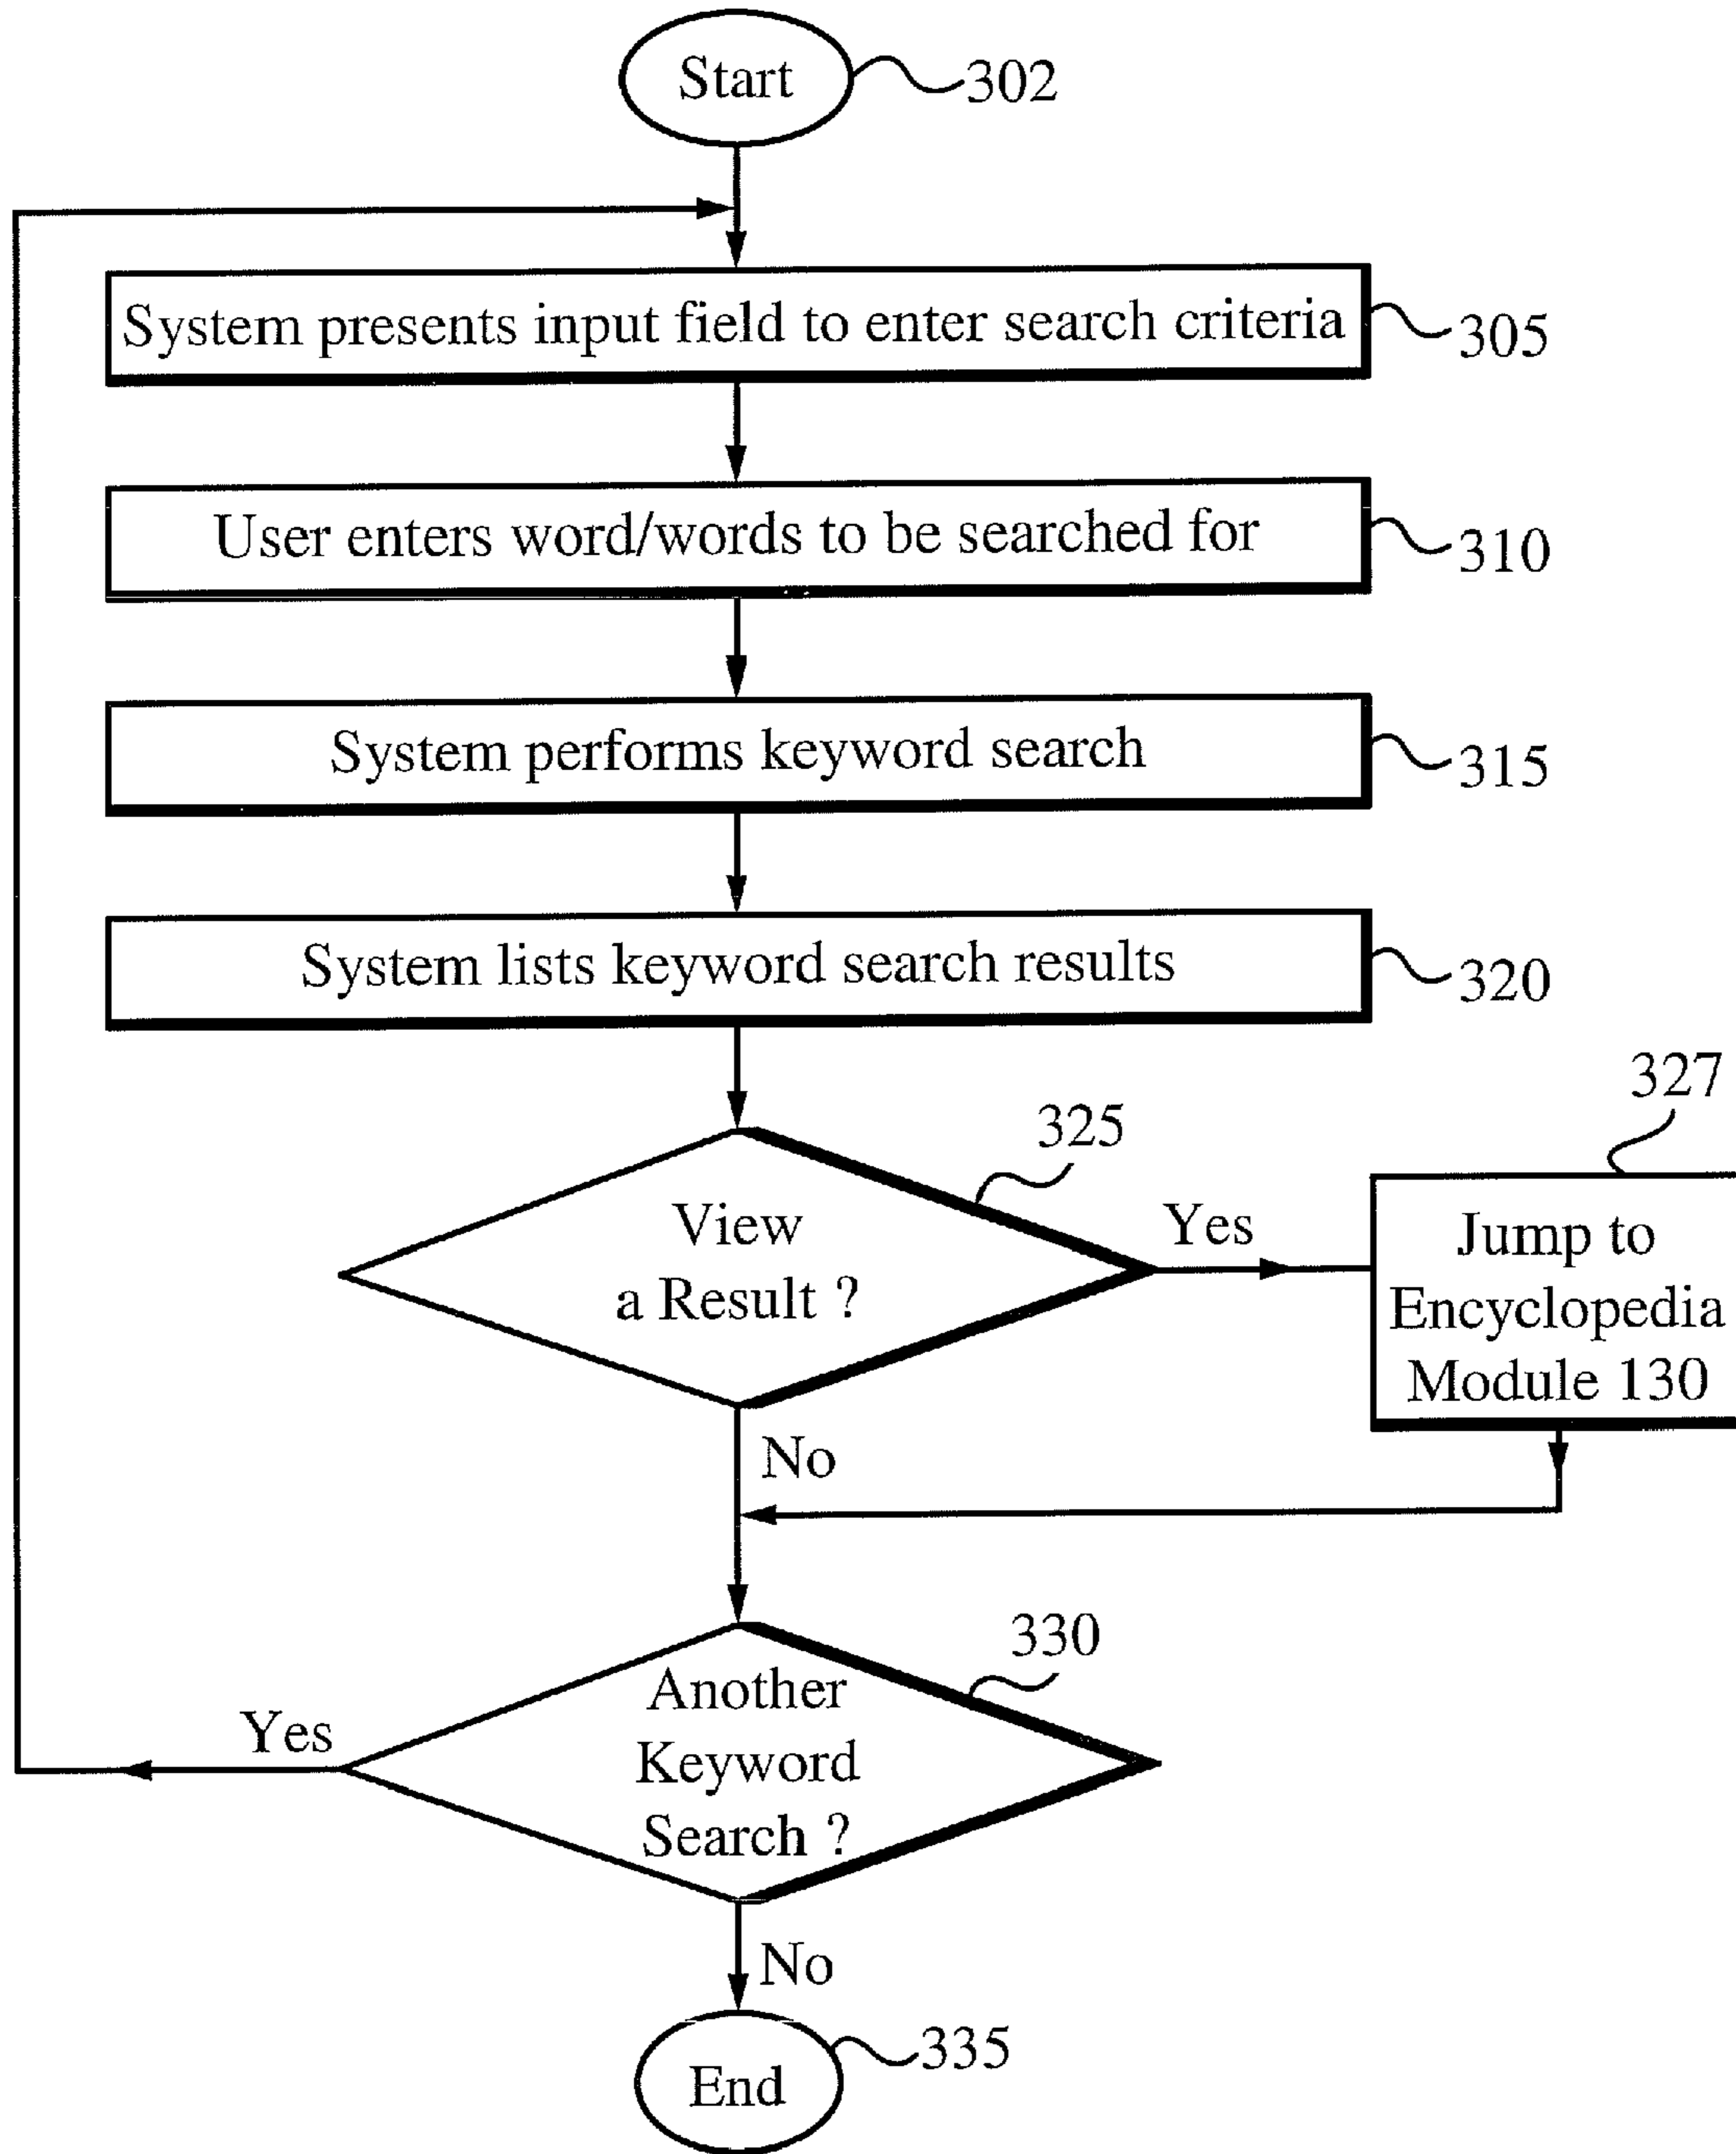 Start
302
System presents input field to enter search criteria
305
User enters word/words to be searched for
310
System performs keyword search
315
System lists keyword search results
320
327
325
View
a Result ?
Yes
Jump to
Encyclopedia
Module 130
No
330
Another
Keyword
Search ?
Yes
No
335
End